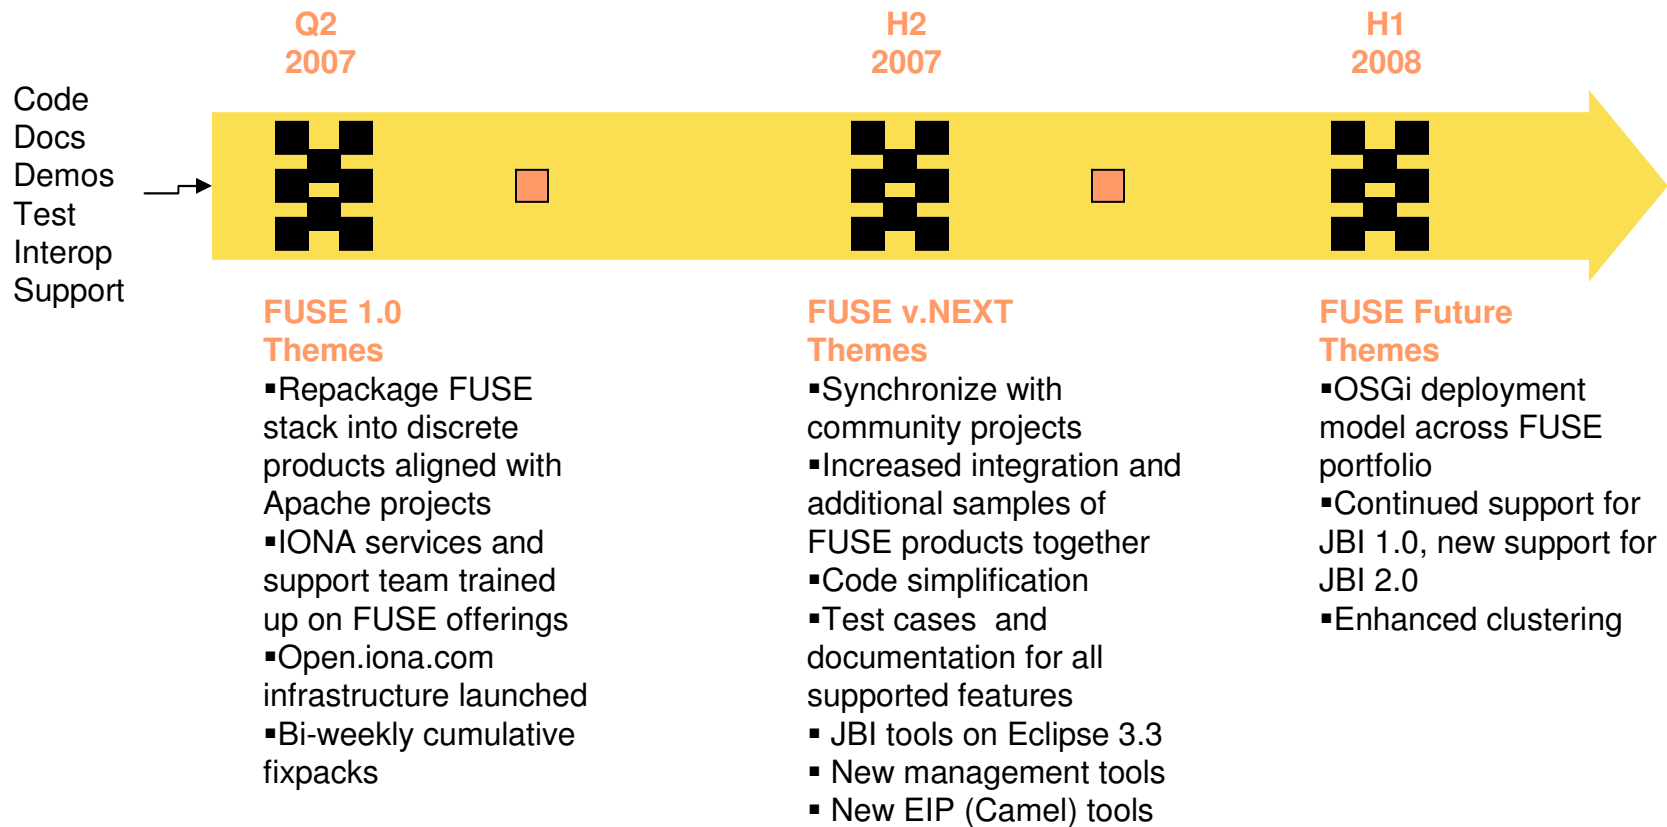 Q2
2007
H2
2007
H1
2008
Code
Docs
Demos
Test
Interop
Support
FUSE 1.0
Themes
▪Repackage FUSE
stack into discrete
products aligned with
Apache projects
▪IONA services and
support team trained
up on FUSE offerings
▪Open.iona.com
infrastructure launched
▪Bi-weekly cumulative
fixpacks
FUSE v.NEXT
Themes
▪Synchronize with
community projects
▪Increased integration and
additional samples of
FUSE products together
▪Code simplification
▪Test cases  and
documentation for all
supported features
▪ JBI tools on Eclipse 3.3
▪ New management tools
▪ New EIP (Camel) tools
FUSE Future
Themes
▪OSGi deployment
model across FUSE
portfolio
▪Continued support for
JBI 1.0, new support for
JBI 2.0
▪Enhanced clustering